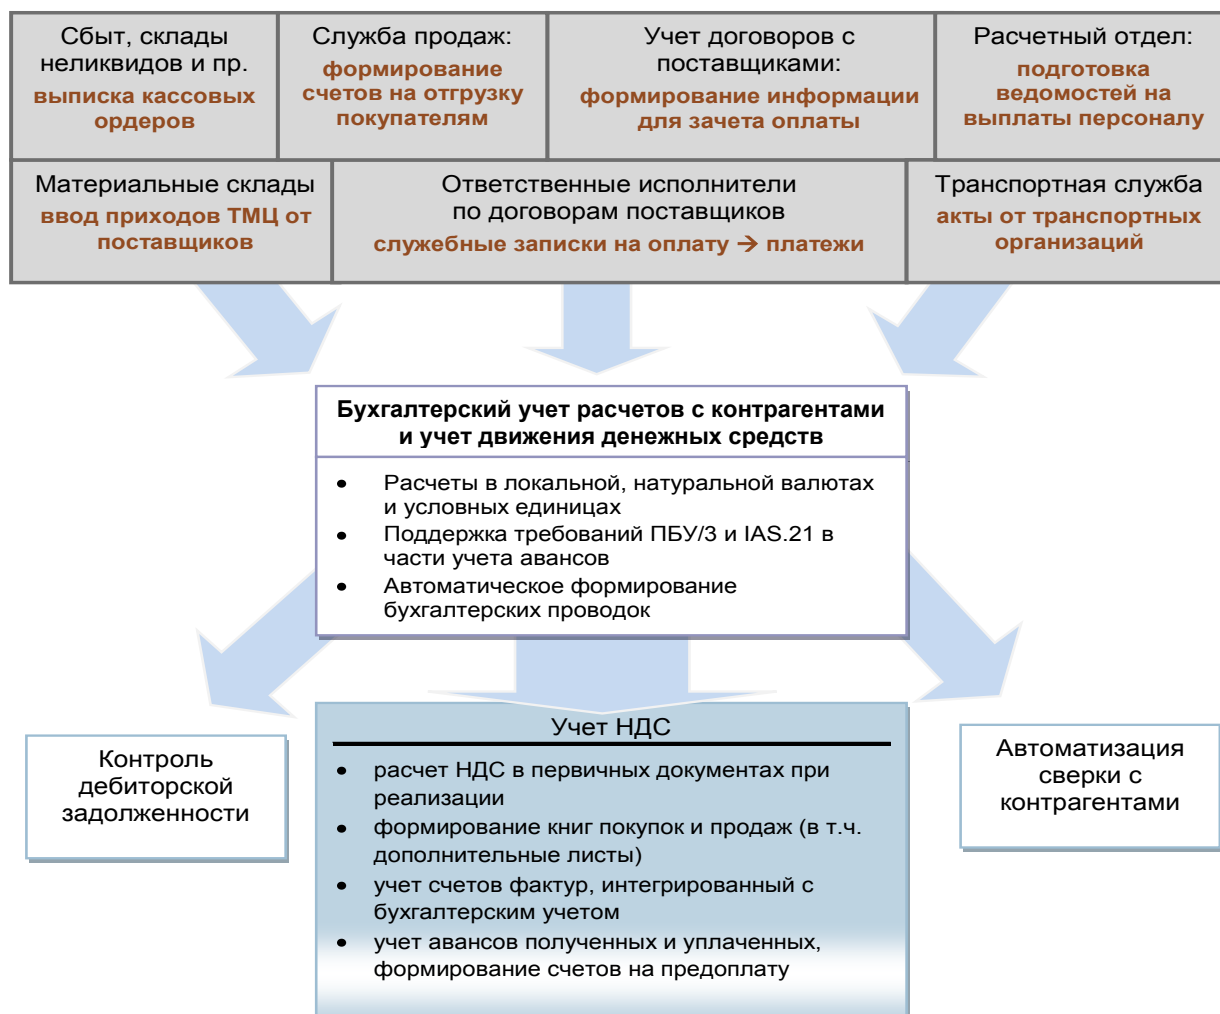 Сбыт, склады
неликвидов и пр.
выписка кассовых
ордеров
Служба продаж:
формирование
счетов на отгрузку
покупателям
Учет договоров с
поставщиками:
формирование информации
для зачета оплаты
Расчетный отдел:
подготовка
ведомостей на
выплаты персоналу
Материальные склады
ввод приходов ТМЦ от
поставщиков
Ответственные исполнители
по договорам поставщиков
служебные записки на оплату → платежи
Транспортная служба
акты от транспортных
организаций
Бухгалтерский учет расчетов с контрагентами
и учет движения денежных средств
• Расчеты в локальной, натуральной валютах
и условных единицах
• Поддержка требований ПБУ/3 и IAS.21 в
части учета авансов
• Автоматическое формирование
бухгалтерских проводок
Контроль
дебиторской
задолженности
Учет НДС
• расчет НДС в первичных документах при
реализации
• формирование книг покупок и продаж (в т.ч.
дополнительные листы)
• учет счетов фактур, интегрированный с
бухгалтерским учетом
• учет авансов полученных и уплаченных,
формирование счетов на предоплату
Автоматизация
сверки с
контрагентами